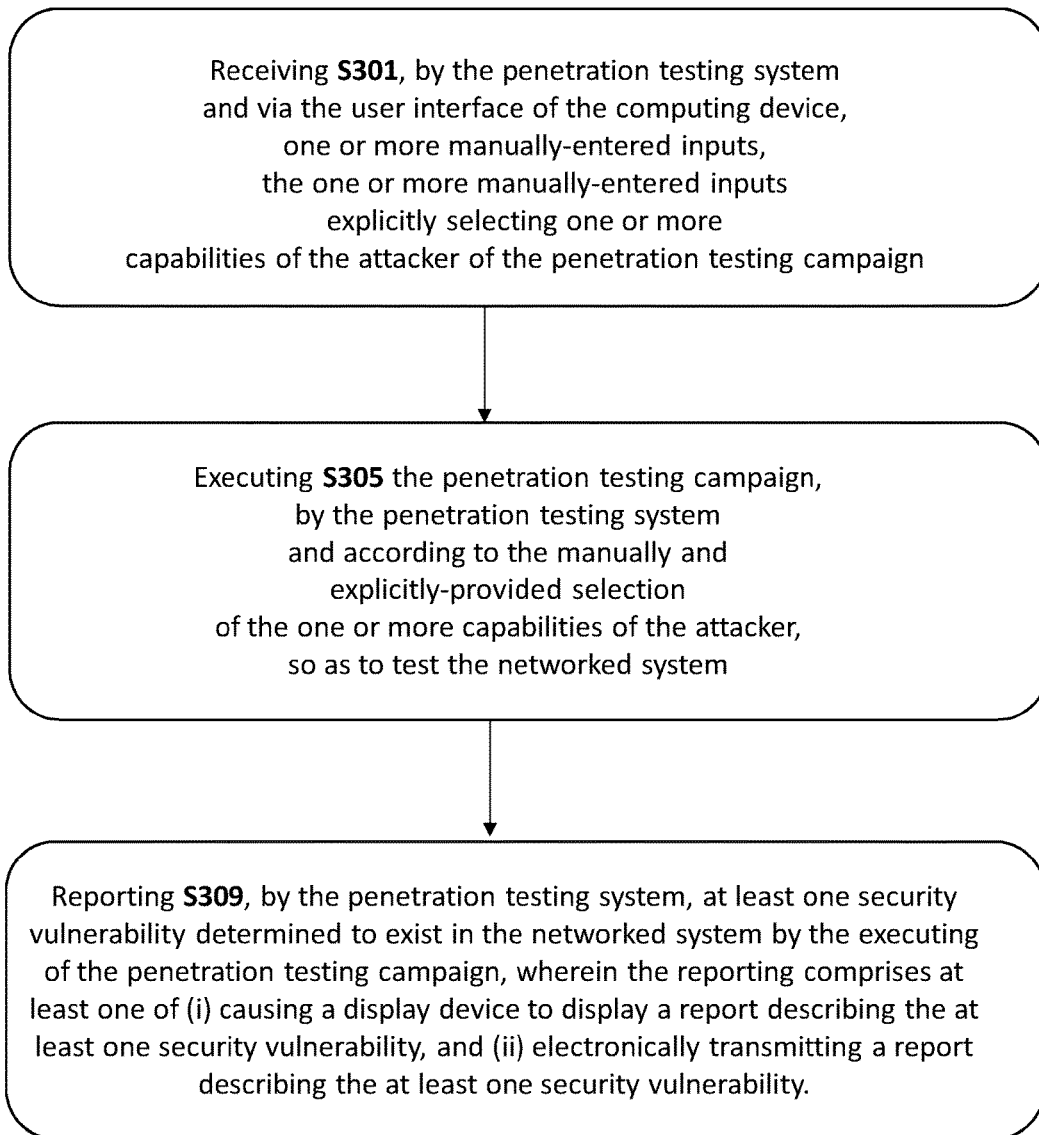 Receiving S301, by the penetration testing system
and via the user interface of the computing device,
one or more manually-entered inputs,
the one or more manually-entered inputs
explicitly selecting one or more
capabilities of the attacker of the penetration testing campaign
Executing S305 the penetration testing campaign,
by the penetration testing system
and according to the manually and
explicitly-provided selection
of the one or more capabilities of the attacker,
so as to test the networked system
Reporting S309, by the penetration testing system, at least one security
vulnerability determined to exist in the networked system by the executing
of the penetration testing campaign, wherein the reporting comprises at
least one of (i) causing a display device to display a report describing the at
least one security vulnerability, and (ii) electronically transmitting a report
describing the at least one security vulnerability.